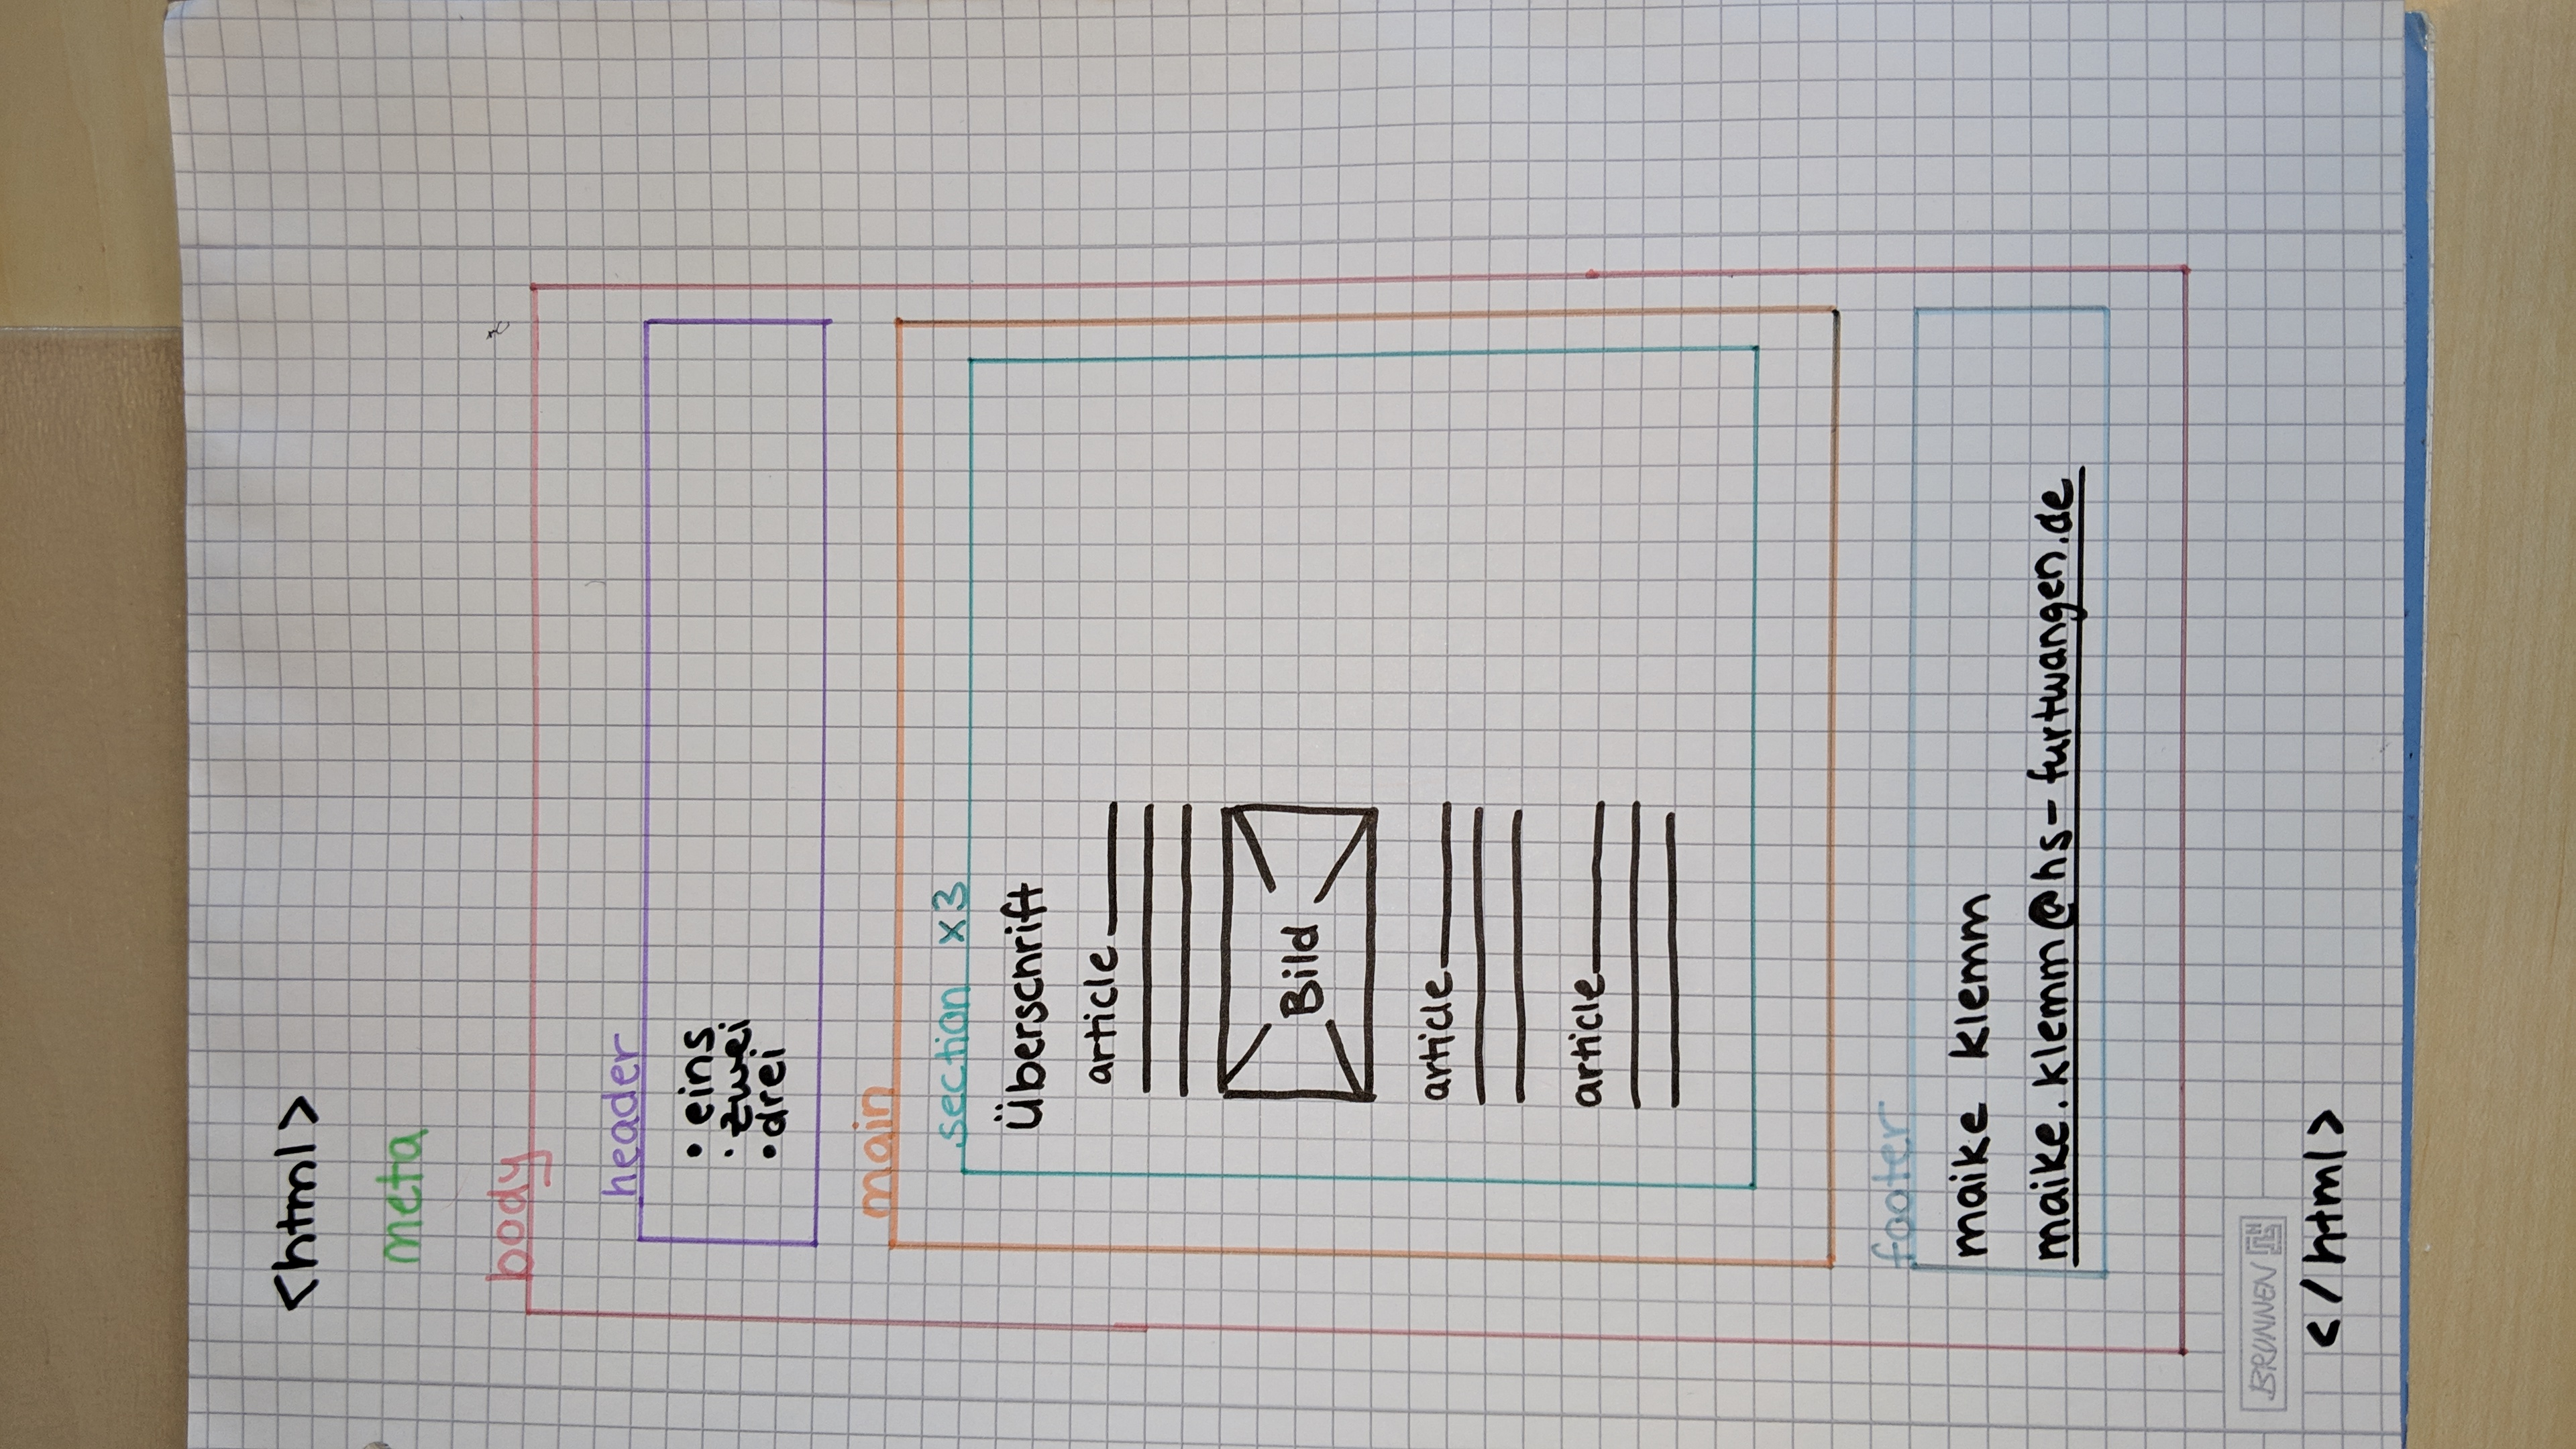 <html>
meta
body
header
• eins
• zwei
• drei
main
section x3
Überschrift
article
Bild
article
article
footer
maike klemm
maike.klemm@hs-furtwangen.de
BRUNNEN
</html>